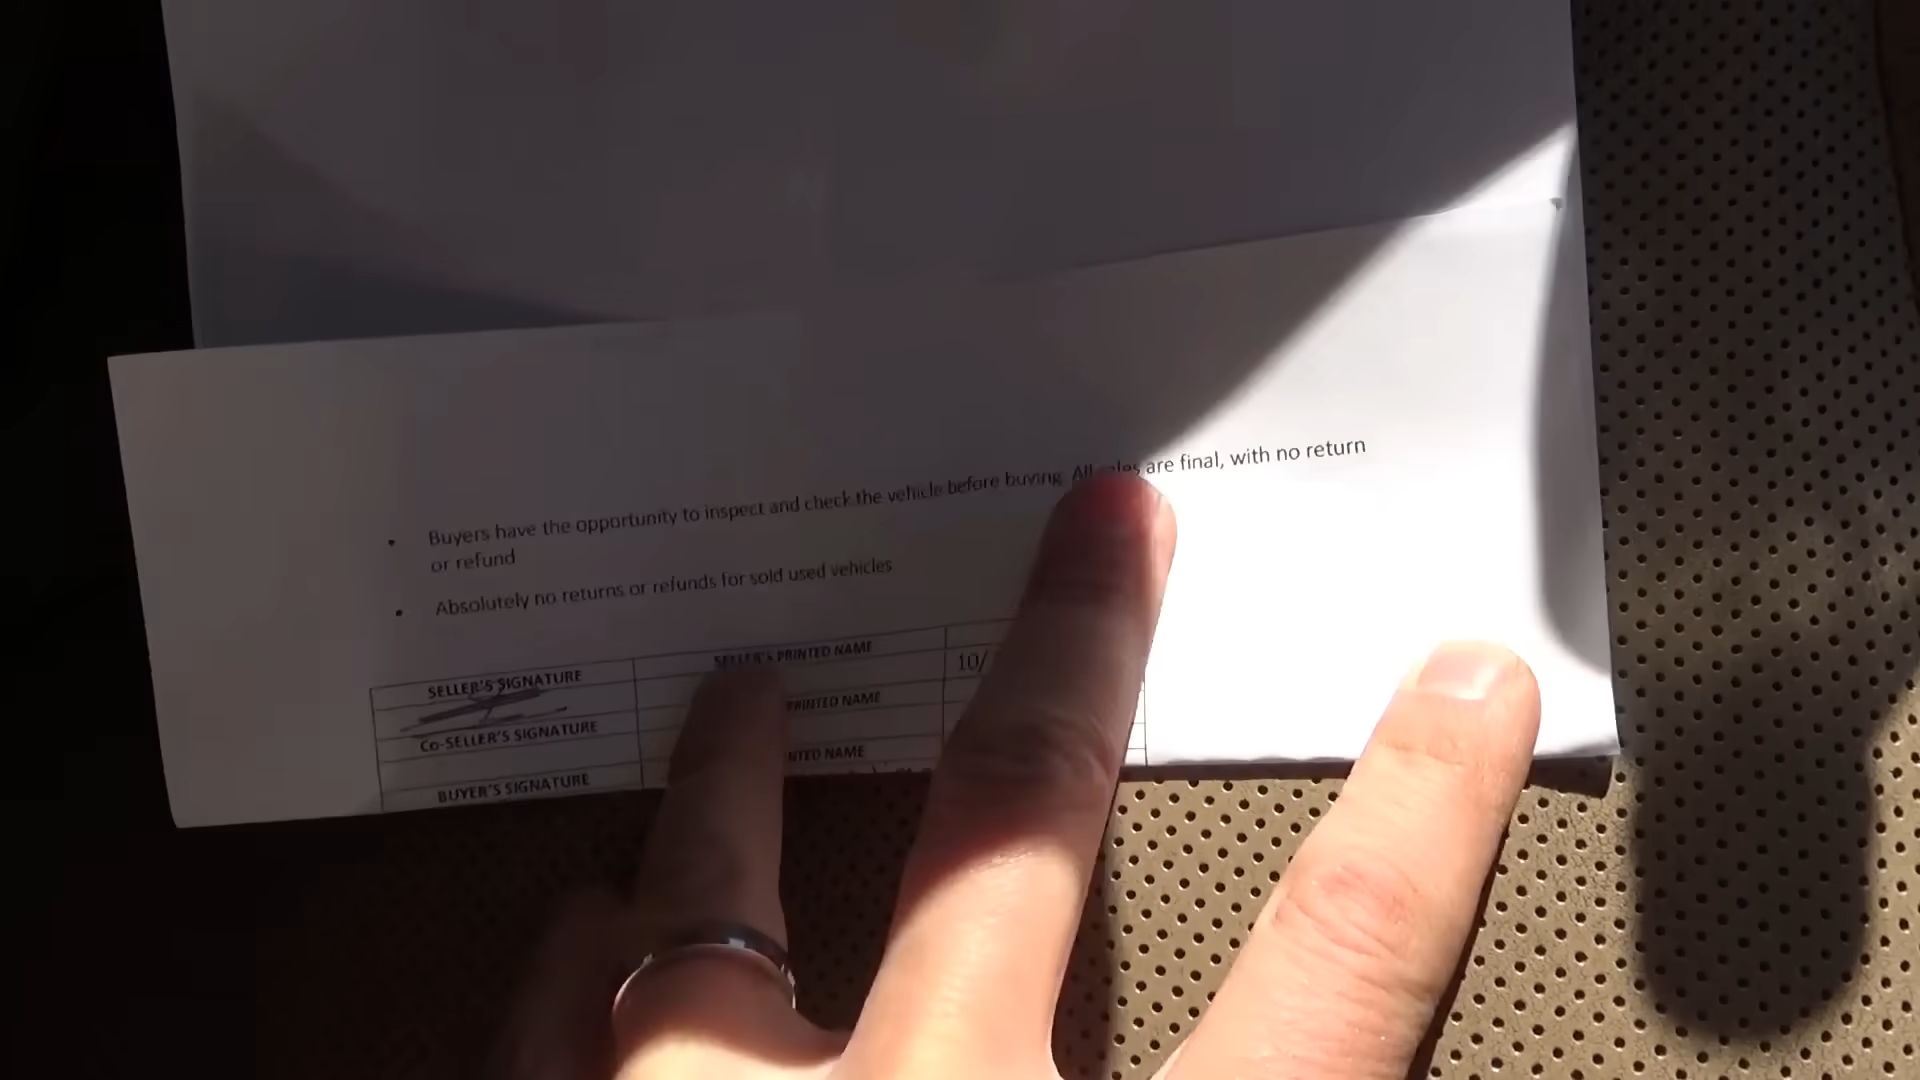 • Buyers have the opportunity to inspect and check the vehicle before buying. All sales are final, with no return
or refund
• Absolutely no returns or refunds for sold used vehicles
SELLER'S SIGNATURE SELLER'S PRINTED NAME
10/
Co-SELLER'S SIGNATURE PRINTED NAME
BUYER'S SIGNATURE NAME